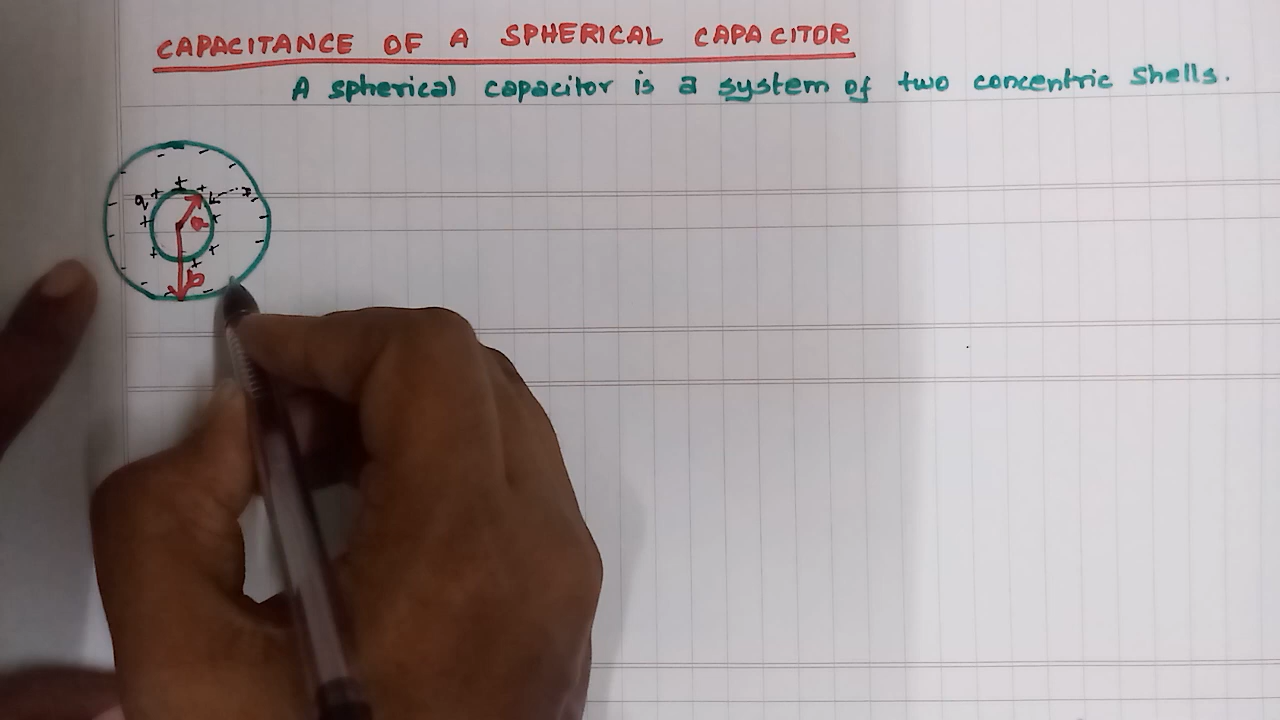 CAPACITANCE OF A SPHERICAL CAPACITOR
A spherical capacitor is a system of two concentric shells.
q
a
b